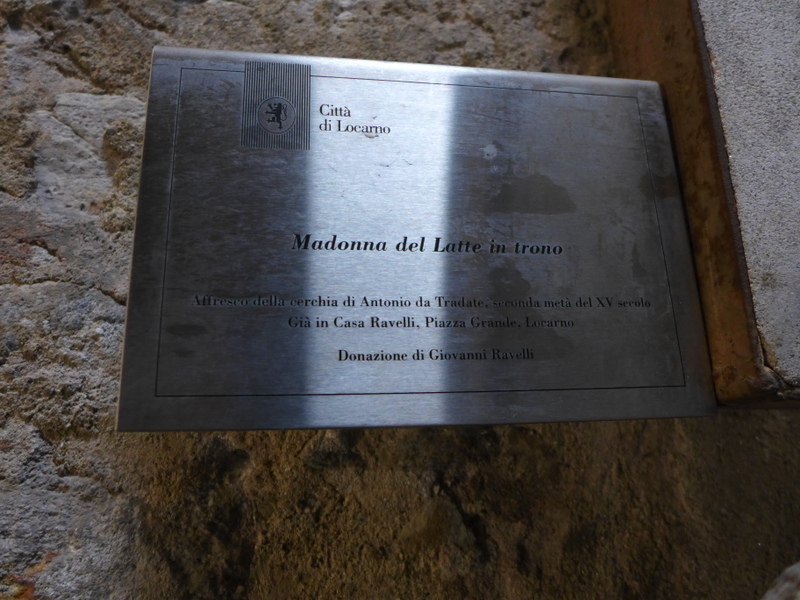 Città
di Locarno
Madonna del Latte in trono
Affresco della cerchia di Antonio da Tradate, seconda metà del XV secolo
Già in Casa Ravelli, Piazza Grande, Locarno
Donazione di Giovanni Ravelli